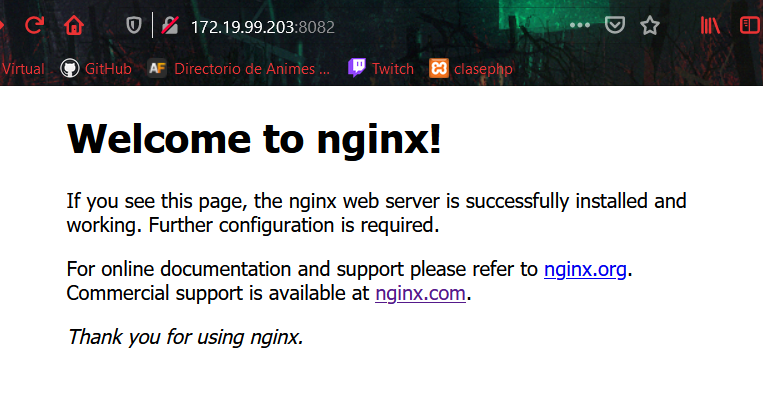 172.19.99.203:8082
Virtual GitHub AF Directorio de Animes ... Twitch clasephp
Welcome to nginx!
If you see this page, the nginx web server is successfully installed and
working. Further configuration is required.
For online documentation and support please refer to nginx.org.
Commercial support is available at nginx.com.
Thank you for using nginx.